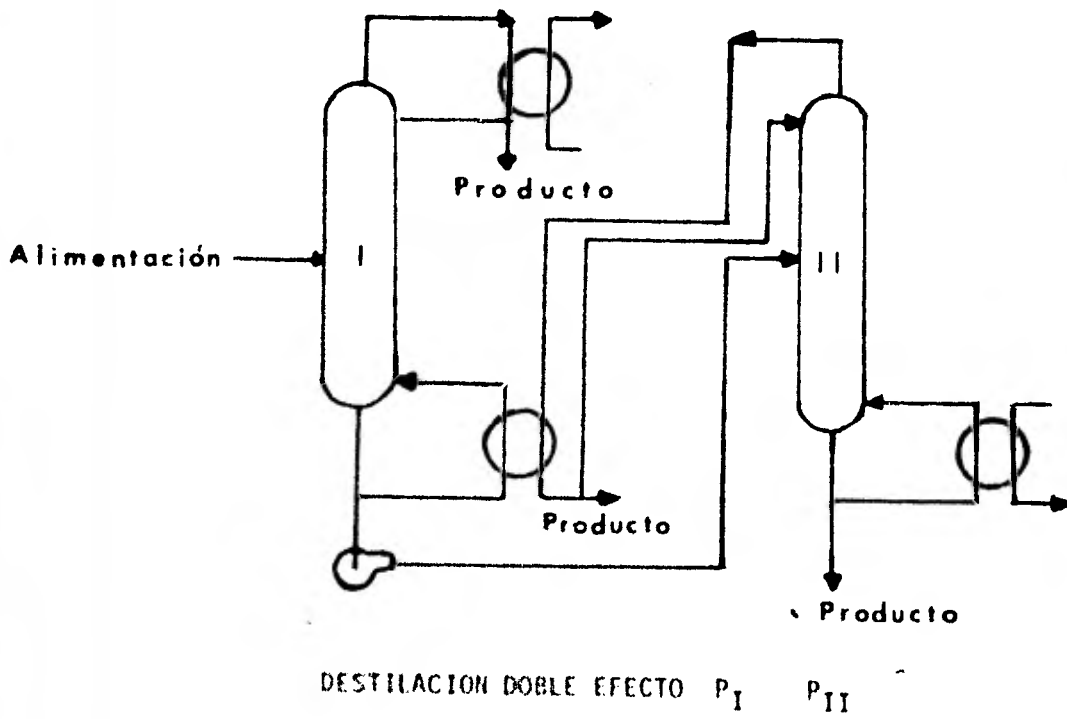 Producto
Alimentación
I
II
Producto
Producto
DESTILACION DOBLE EFECTO P_I P_II